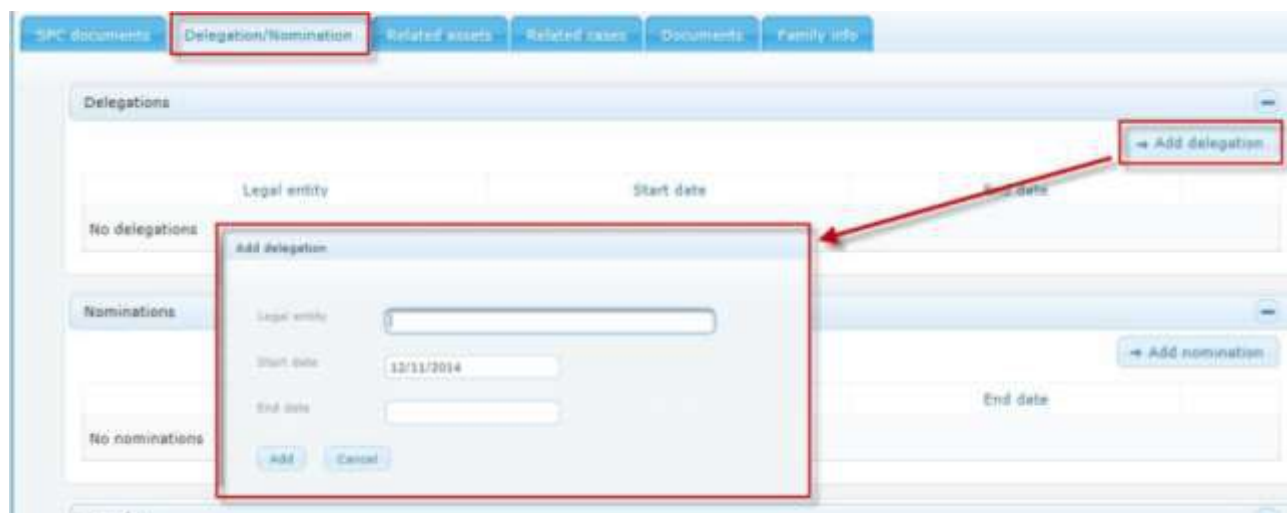 SPC documents Delegation/Nomination Related assets Related cases Documents Family info
Delegations
Add delegation
Legal entity Start date End date
No delegations
Add delegation
Legal entity
Start date 12/11/2014
End date
Add Cancel
Nominations
Add nomination
End date
No nominations